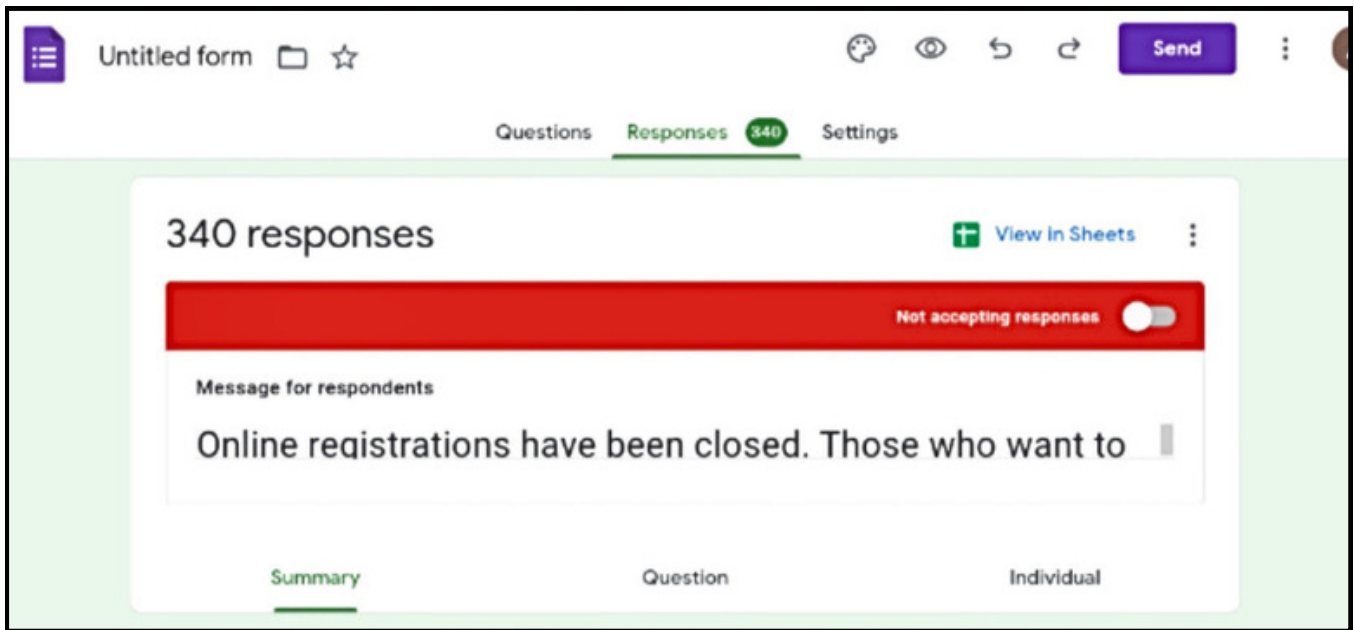 Untitled form
Send
Questions Responses 340 Settings
340 responses
View in Sheets
Not accepting responses
Message for respondents
Online registrations have been closed. Those who want to
Summary Question Individual